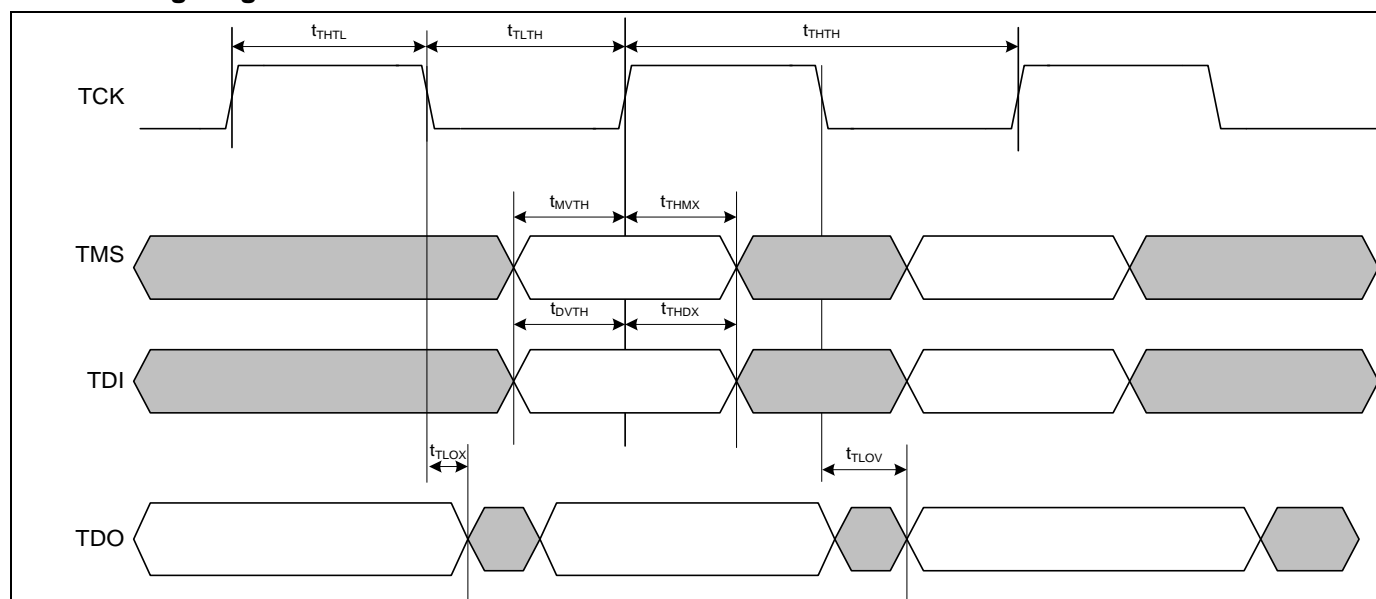 tTHTL tTLTH tTHTH
TCK
tMVTH tTHMX
TMS
tDVTH tTHDX
TDI
tTLOX tTLOV
TDO